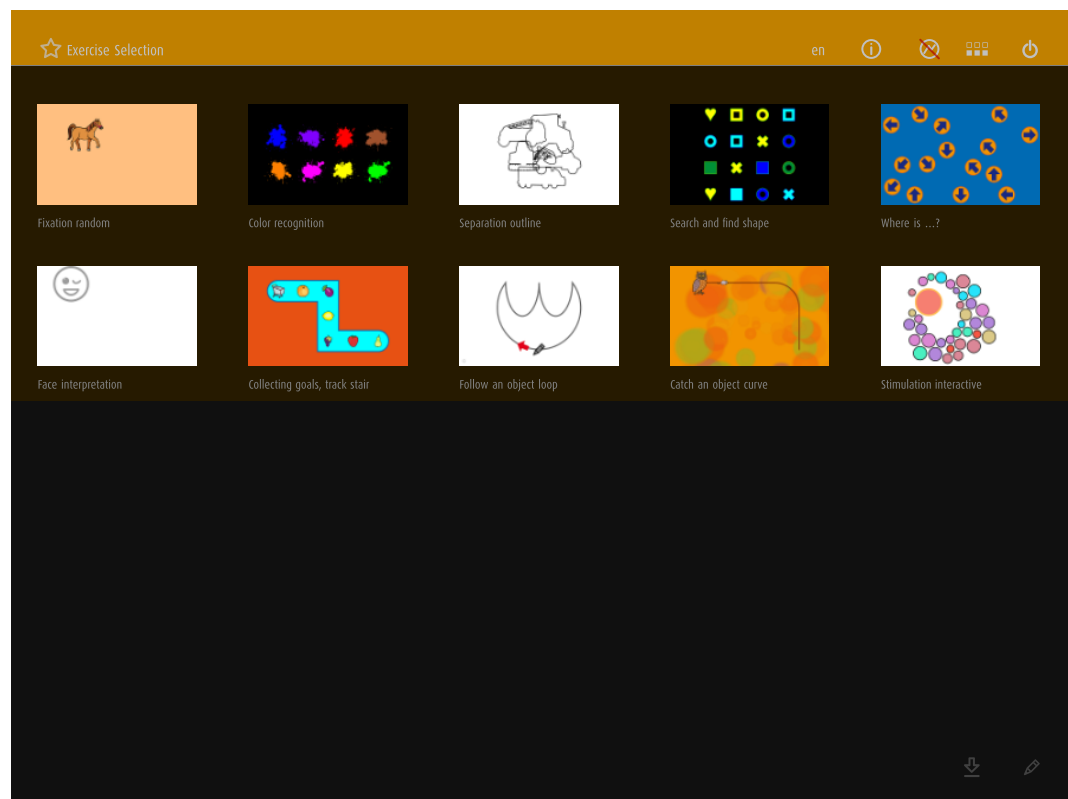 Exercise Selection
en
Fixation random
Color recognition
Separation outline
Search and find shape
Where is ...?
Face interpretation
Collecting goals, track stair
Follow an object loop
Catch an object curve
Stimulation interactive